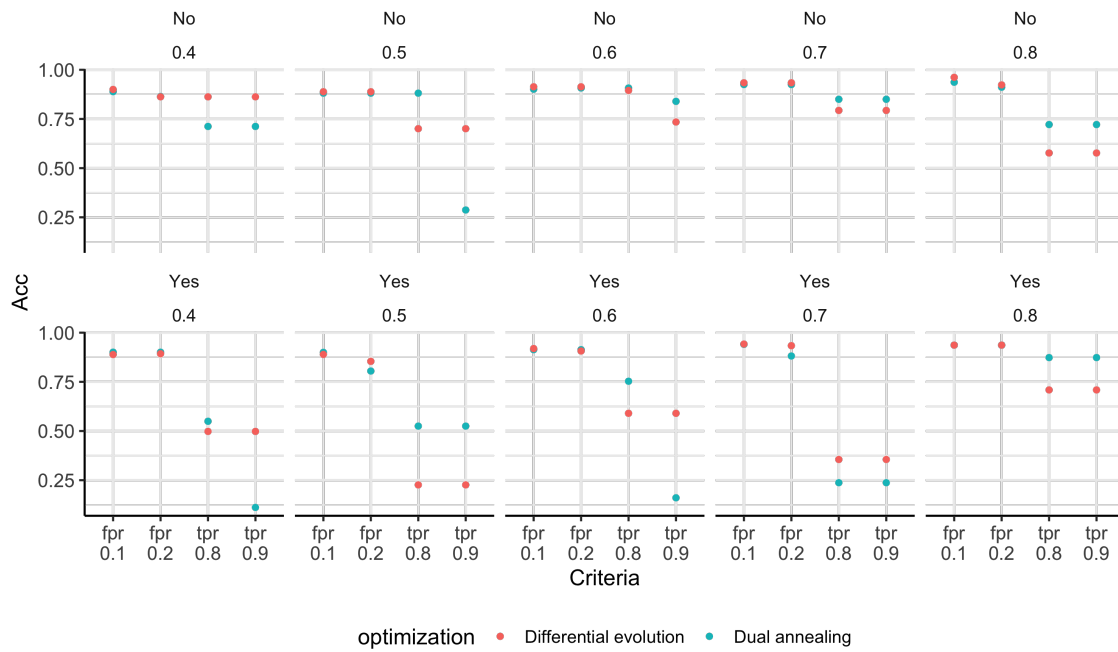 No No No No No
0.4 0.5 0.6 0.7 0.8
1.00
0.75
0.50
0.25
Acc
Yes Yes Yes Yes Yes
0.4 0.5 0.6 0.7 0.8
1.00
0.75
0.50
0.25
fpr fpr tpr tpr fpr fpr tpr tpr fpr fpr tpr tpr fpr fpr tpr tpr fpr fpr tpr tpr
0.1 0.2 0.8 0.9 0.1 0.2 0.8 0.9 0.1 0.2 0.8 0.9 0.1 0.2 0.8 0.9 0.1 0.2 0.8 0.9
Criteria
optimization Differential evolution Dual annealing